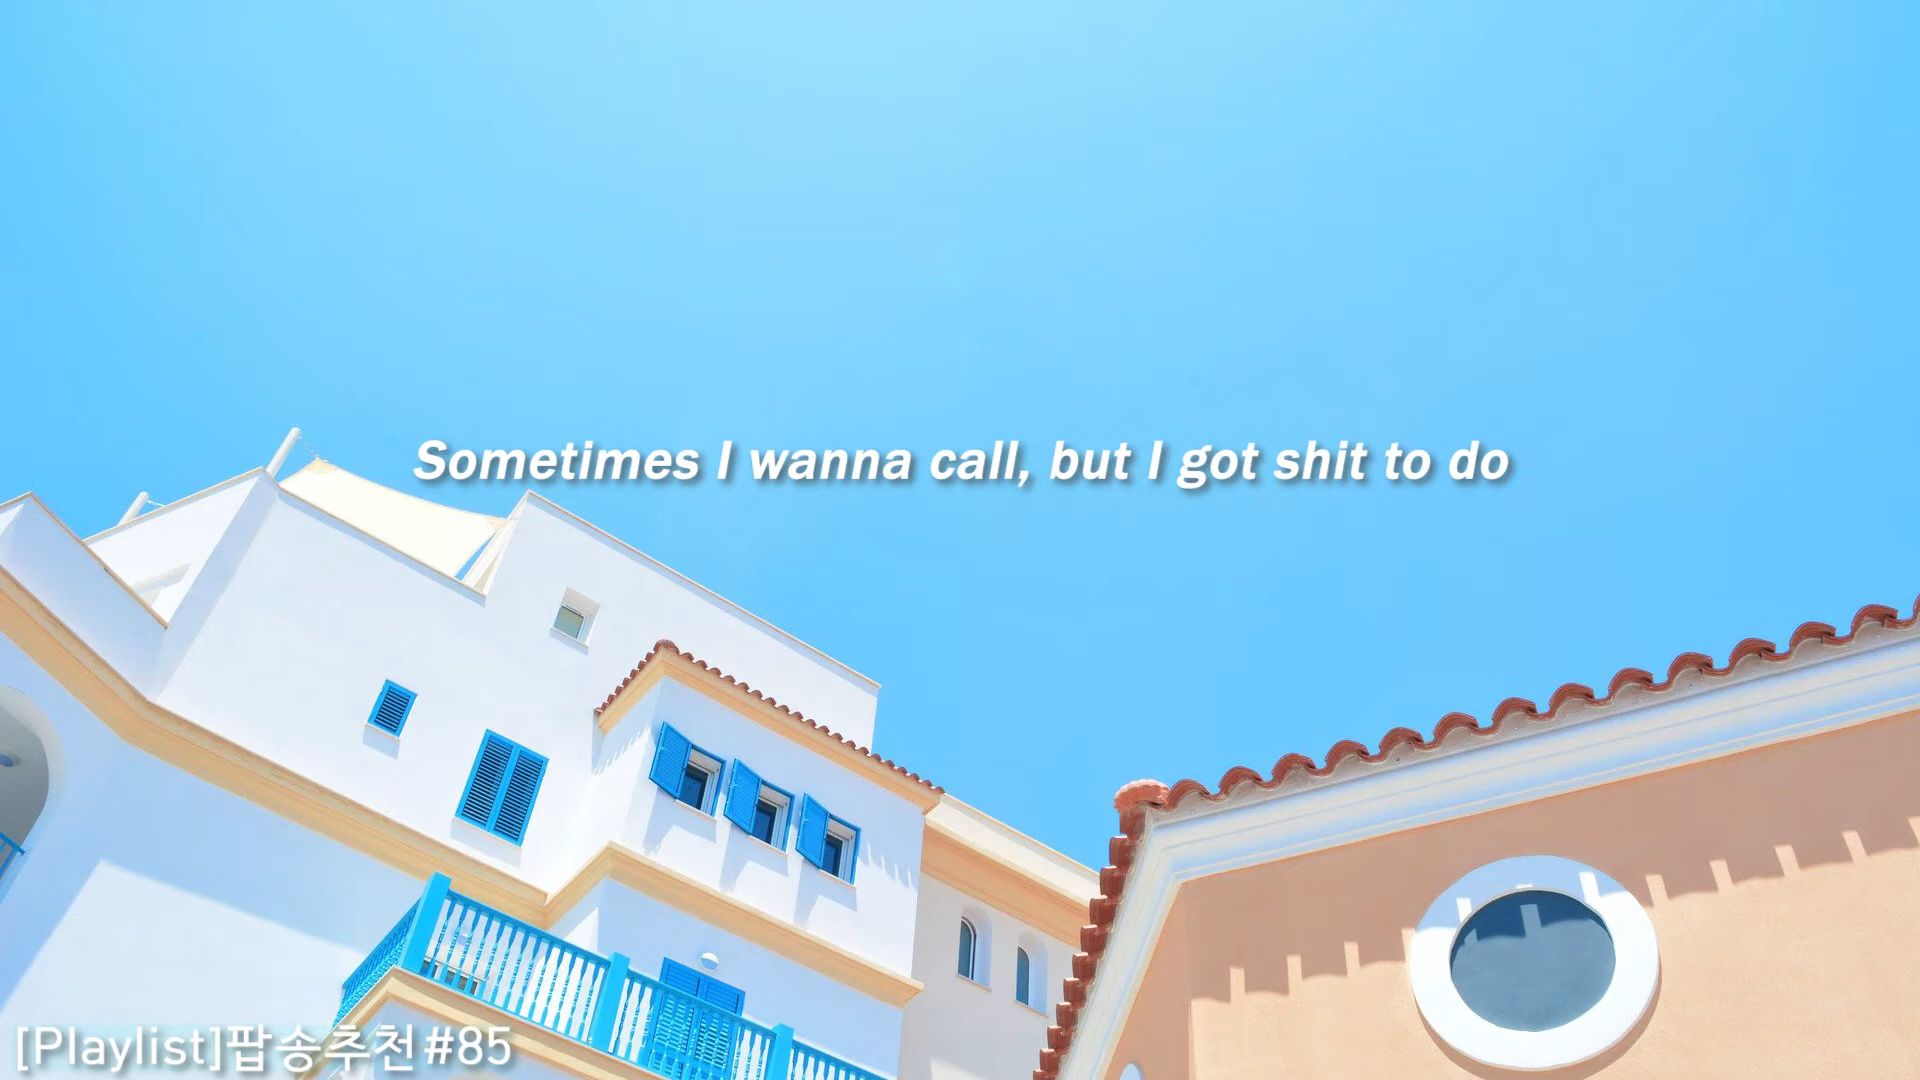 Sometimes I wanna call, but I got shit to do
[Playlist]팝송추천#85